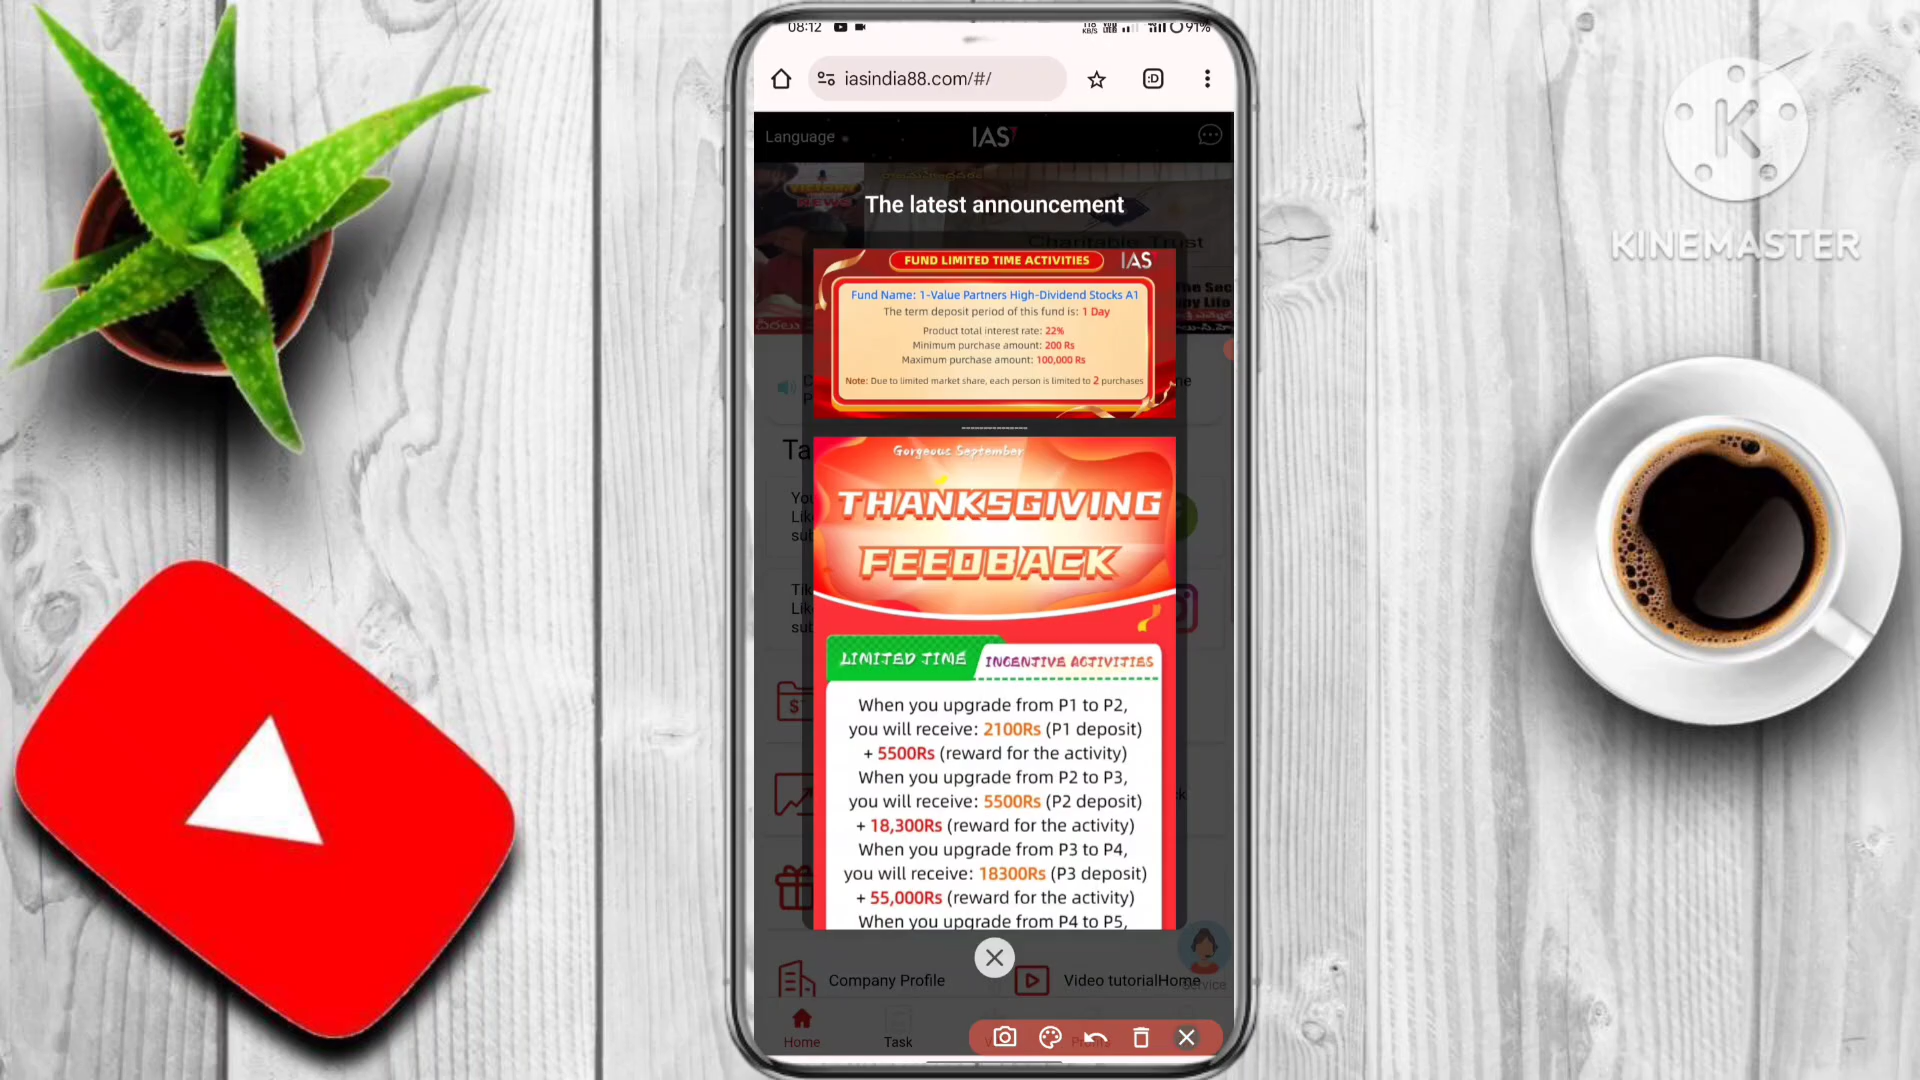 08:12
91%
iasindia88.com/#/
:D
Language
IAS
VICTORY
NEWS
The latest announcement
Charitable Trust
FUND LIMITED TIME ACTIVITIES
IAS
Fund Name: 1-Value Partners High-Dividend Stocks A1
The term deposit period of this fund is: 1 Day
Product total interest rate: 22%
Minimum purchase amount: 200 Rs
Maximum purchase amount: 100,000 Rs
Note: Due to limited market share, each person is limited to 2 purchases
---------------
Gorgeous September
THANKSGIVING
FEEDBACK
LIMITED TIME
INCENTIVE ACTIVITIES
When you upgrade from P1 to P2,
you will receive: 2100Rs (P1 deposit)
+ 5500Rs (reward for the activity)
When you upgrade from P2 to P3,
you will receive: 5500Rs (P2 deposit)
+ 18,300Rs (reward for the activity)
When you upgrade from P3 to P4,
you will receive: 18300Rs (P3 deposit)
+ 55,000Rs (reward for the activity)
When you upgrade from P4 to P5,
Company Profile
Video tutorialHome
Service
Home
Task
K
KINEMASTER